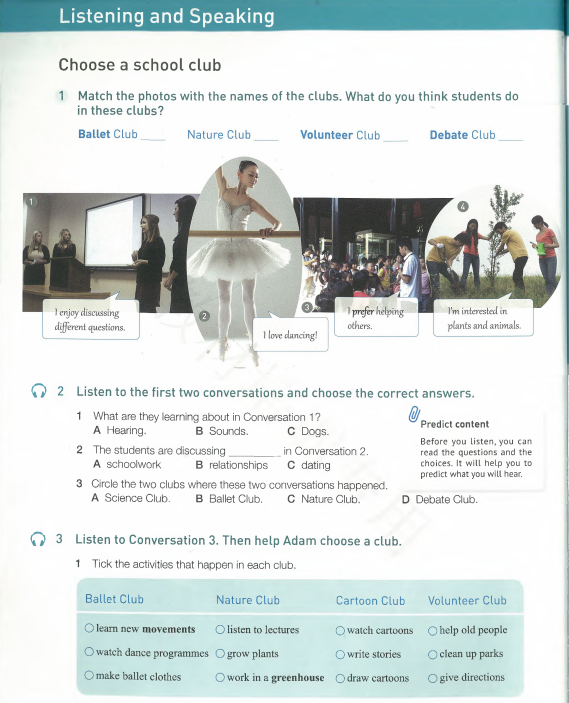 Listening and Speaking
Choose a school club
1 Match the photos with the names of the clubs. What do you think students do
in these clubs?
Ballet Club ____ Nature Club ____ Volunteer Club ____ Debate Club ____
1
2
3
4
I enjoy discussing
different questions.
I love dancing!
I prefer helping
others.
I'm interested in
plants and animals.
2 Listen to the first two conversations and choose the correct answers.
1 What are they learning about in Conversation 1?
A Hearing. B Sounds. C Dogs.
2 The students are discussing ________ in Conversation 2.
A schoolwork B relationships C dating
3 Circle the two clubs where these two conversations happened.
A Science Club. B Ballet Club. C Nature Club. D Debate Club.
Predict content
Before you listen, you can
read the questions and the
choices. It will help you to
predict what you will hear.
3 Listen to Conversation 3. Then help Adam choose a club.
1 Tick the activities that happen in each club.
Ballet Club Nature Club Cartoon Club Volunteer Club
learn new movements listen to lectures watch cartoons help old people
watch dance programmes grow plants write stories clean up parks
make ballet clothes work in a greenhouse draw cartoons give directions